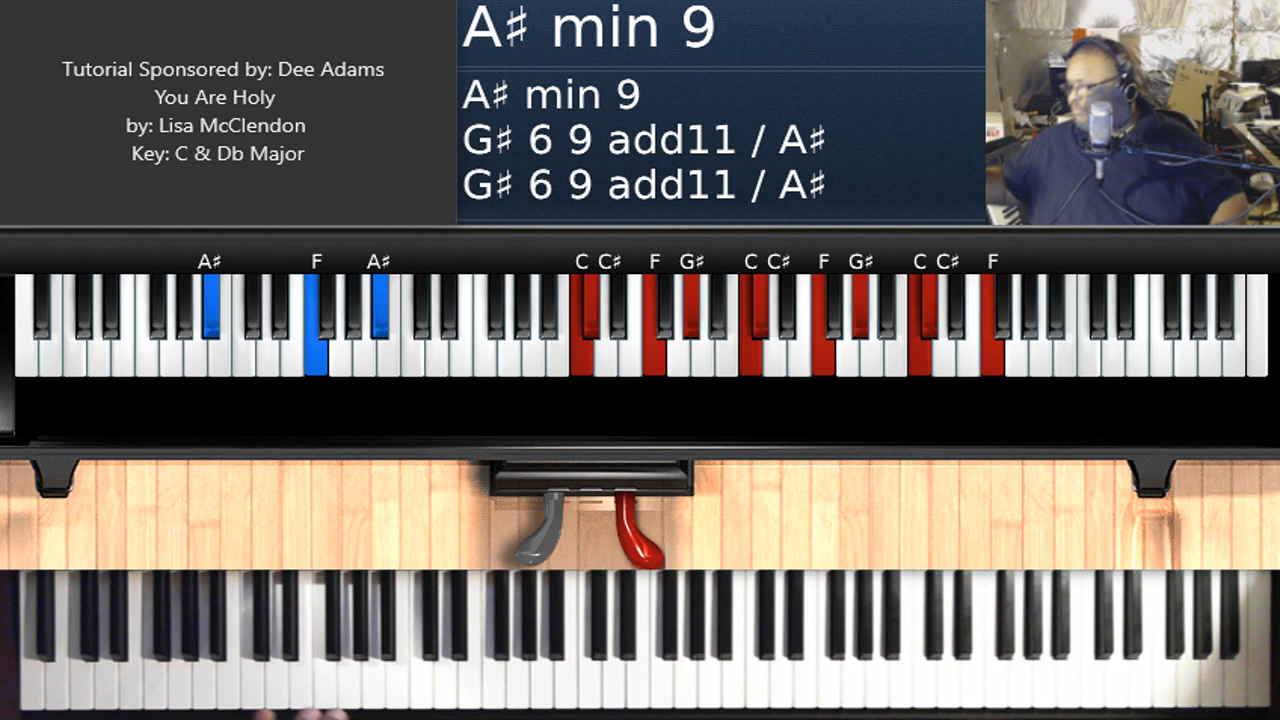 Tutorial Sponsored by: Dee Adams
You Are Holy
by: Lisa McClendon
Key: C & Db Major
A♯ min 9
A♯ min 9
G♯ 6 9 add11 / A♯
G♯ 6 9 add11 / A♯
A♯ F A♯ C C♯ F G♯ C C♯ F G♯ C C♯ F